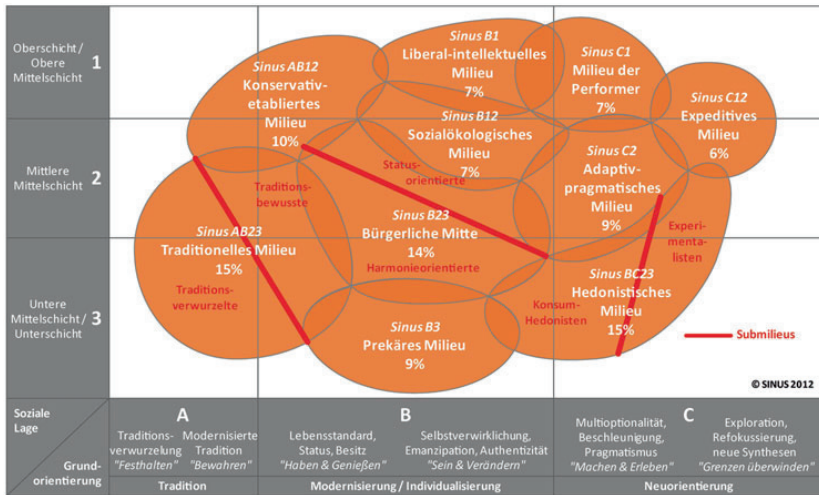 Oberschicht/
Obere
Mittelschicht
1
Mittlere
Mittelschicht
2
Untere
Mittelschicht/
Unterschicht
3
Sinus AB12
Konservativ-
etabliertes
Milieu
10%
Sinus B1
Liberal-intellektuelles
Milieu
7%
Sinus C1
Milieu der
Performer
7%
Sinus C12
Expeditives
Milieu
6%
Sinus B12
Sozialökologisches
Milieu
7%
Sinus C2
Adaptiv-
pragmatisches
Milieu
9%
Statusorientierte
Traditions-
bewusste
Sinus AB23
Traditionelles Milieu
15%
Traditions-
verwurzelte
Sinus B23
Bürgerliche Mitte
14%
Harmonieorientierte
Experi-
menta-
listen
Sinus BC23
Hedonistisches
Milieu
15%
Konsum-
Hedonisten
Sinus B3
Prekäres Milieu
9%
Submilieus
© SINUS 2012
Soziale
Lage
Grund-
orientierung
A
Traditions-
verwurzelung
"Festhalten"
Modernisierte
Tradition
"Bewahren"
Tradition
B
Lebensstandard,
Status, Besitz
"Haben & Genießen"
Selbstverwirklichung,
Emanzipation, Authentizität
"Sein & Verändern"
Modernisierung / Individualisierung
C
Multioptionalität,
Beschleunigung,
Pragmatismus
"Machen & Erleben"
Exploration,
Refokussierung,
neue Synthesen
"Grenzen überwinden"
Neuorientierung